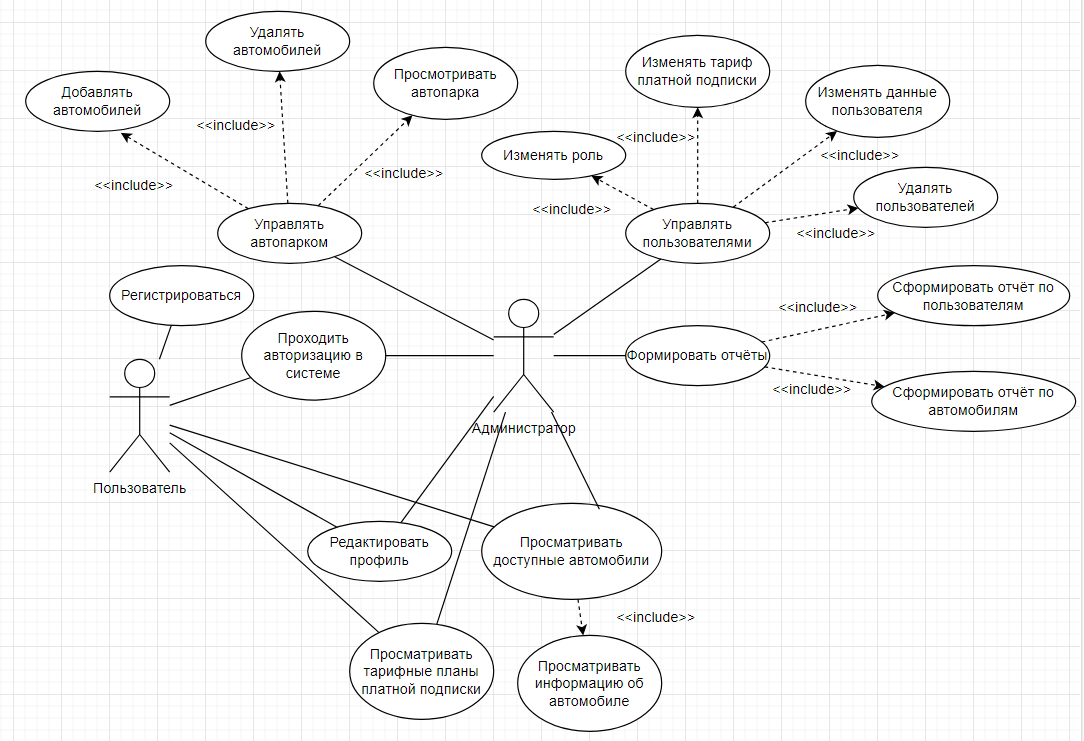 Удалять
автомобилей
Добавлять
автомобилей
Просмотривать
автопарка
<<include>>
<<include>>
<<include>>
Управлять
автопарком
Изменять тариф
платной подписки
Изменять данные
пользователя
Изменять роль
Удалять
пользователей
<<include>>
<<include>>
<<include>>
<<include>>
Управлять
пользователями
Регистрироваться
Проходить
авторизацию в
системе
Пользователь
Администратор
Формировать отчёты
<<include>>
<<include>>
Сформировать отчёт по
пользователям
Сформировать отчёт по
автомобилям
Редактировать
профиль
Просматривать
доступные автомобили
<<include>>
Просматривать
тарифные планы
платной подписки
Просматривать
информацию об
автомобиле